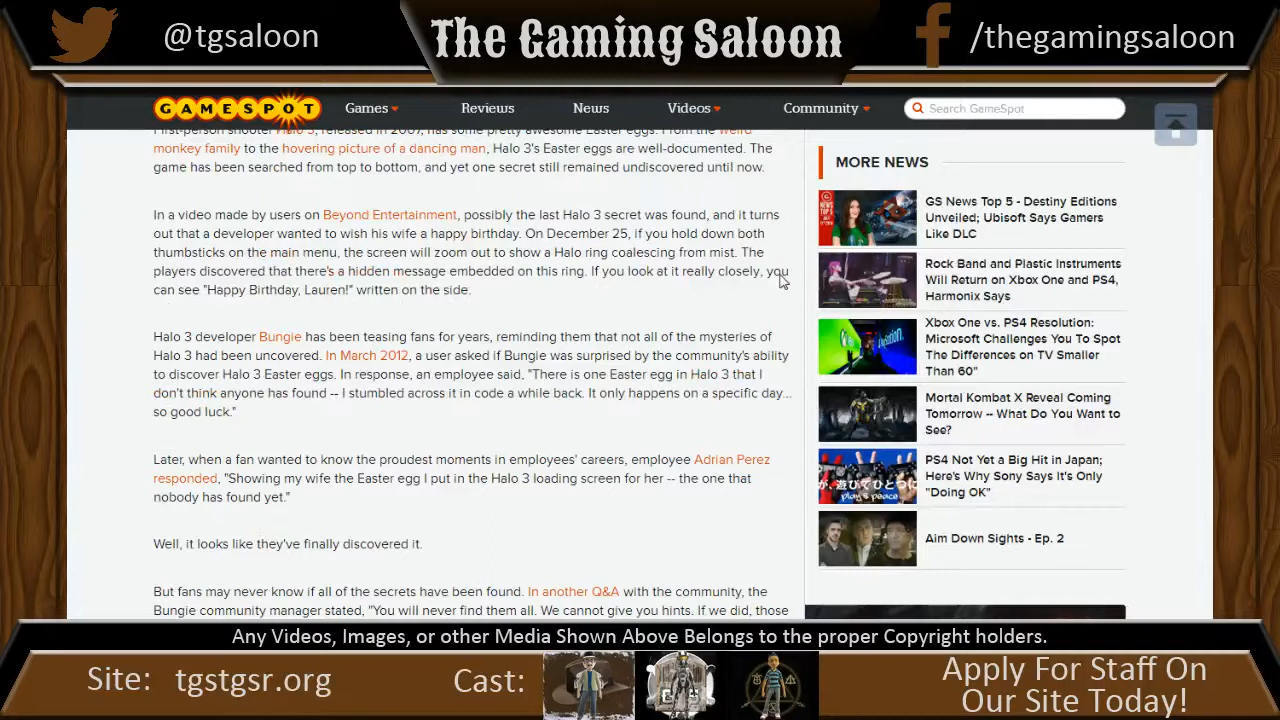 @tgsaloon
The Gaming Saloon
/thegamingsaloon
GAMESPOT
Games
Reviews
News
Videos
Community
Search GameSpot
First-person shooter Halo 3, released in 2007, has some pretty awesome Easter eggs. From the weird
monkey family to the hovering picture of a dancing man, Halo 3's Easter eggs are well-documented. The
game has been searched from top to bottom, and yet one secret still remained undiscovered until now.
In a video made by users on Beyond Entertainment, possibly the last Halo 3 secret was found, and it turns
out that a developer wanted to wish his wife a happy birthday. On December 25, if you hold down both
thumbsticks on the main menu, the screen will zoom out to show a Halo ring coalescing from mist. The
players discovered that there's a hidden message embedded on this ring. If you look at it really closely, you
can see "Happy Birthday, Lauren!" written on the side.
Halo 3 developer Bungie has been teasing fans for years, reminding them that not all of the mysteries of
Halo 3 had been uncovered. In March 2012, a user asked if Bungie was surprised by the community's ability
to discover Halo 3 Easter eggs. In response, an employee said, "There is one Easter egg in Halo 3 that I
don't think anyone has found -- I stumbled across it in code a while back. It only happens on a specific day...
so good luck."
Later, when a fan wanted to know the proudest moments in employees' careers, employee Adrian Perez
responded, "Showing my wife the Easter egg I put in the Halo 3 loading screen for her -- the one that
nobody has found yet."
Well, it looks like they've finally discovered it.
But fans may never know if all of the secrets have been found. In another Q&A with the community, the
Bungie community manager stated, "You will never find them all. We cannot give you hints. If we did, those
MORE NEWS
GS News Top 5 - Destiny Editions
Unveiled; Ubisoft Says Gamers
Like DLC
Rock Band and Plastic Instruments
Will Return on Xbox One and PS4,
Harmonix Says
Xbox One vs. PS4 Resolution:
Microsoft Challenges You To Spot
The Differences on TV Smaller
Than 60"
Mortal Kombat X Reveal Coming
Tomorrow -- What Do You Want to
See?
PS4 Not Yet a Big Hit in Japan;
Here's Why Sony Says It's Only
"Doing OK"
Aim Down Sights - Ep. 2
Any Videos, Images, or other Media Shown Above Belongs to the proper Copyright holders.
Site: tgstgsr.org
Cast:
Apply For Staff On
Our Site Today!